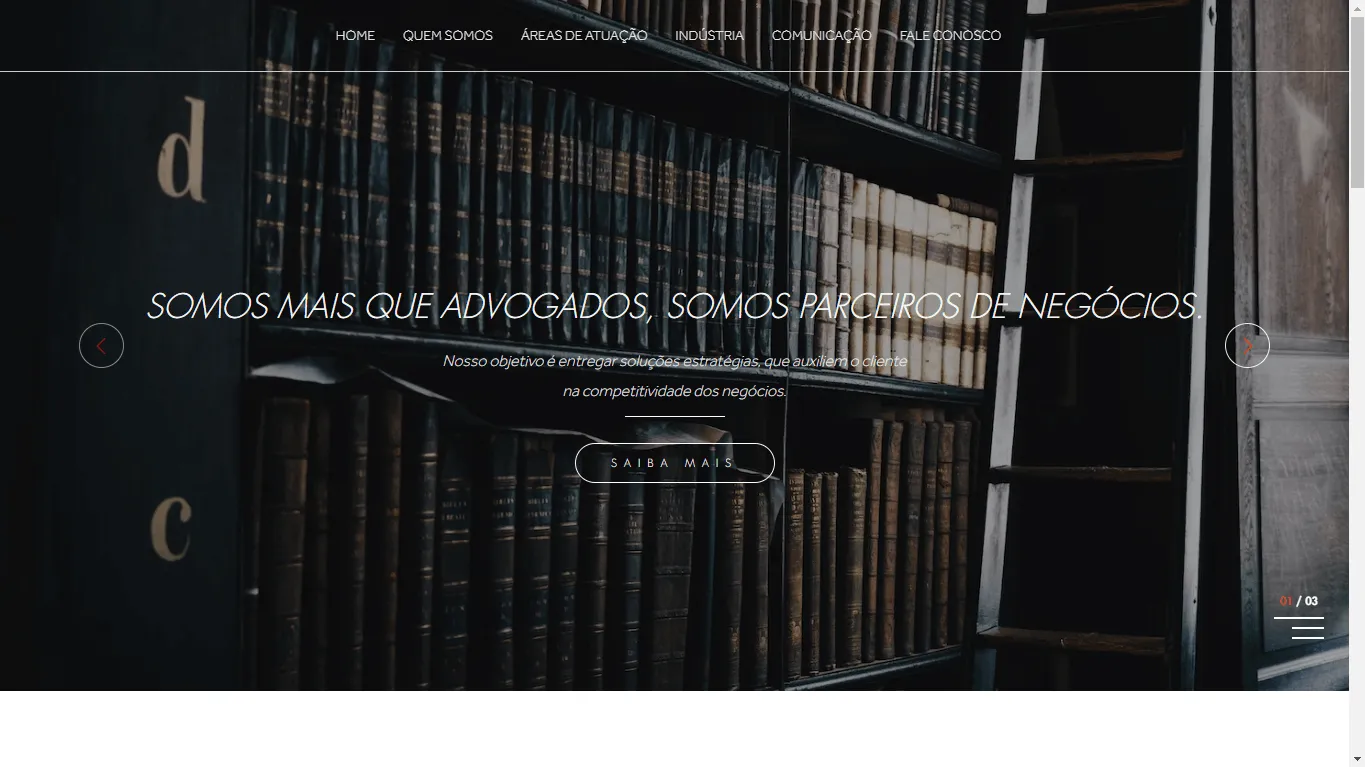 HOME QUEM SOMOS ÁREAS DE ATUAÇÃO INDÚSTRIA COMUNICAÇÃO FALE CONOSCO
d
SOMOS MAIS QUE ADVOGADOS, SOMOS PARCEIROS DE NEGÓCIOS.
Nosso objetivo é entregar soluções estratégias, que auxiliem o cliente
na competitividade dos negócios.
SAIBA MAIS
c
01 / 03